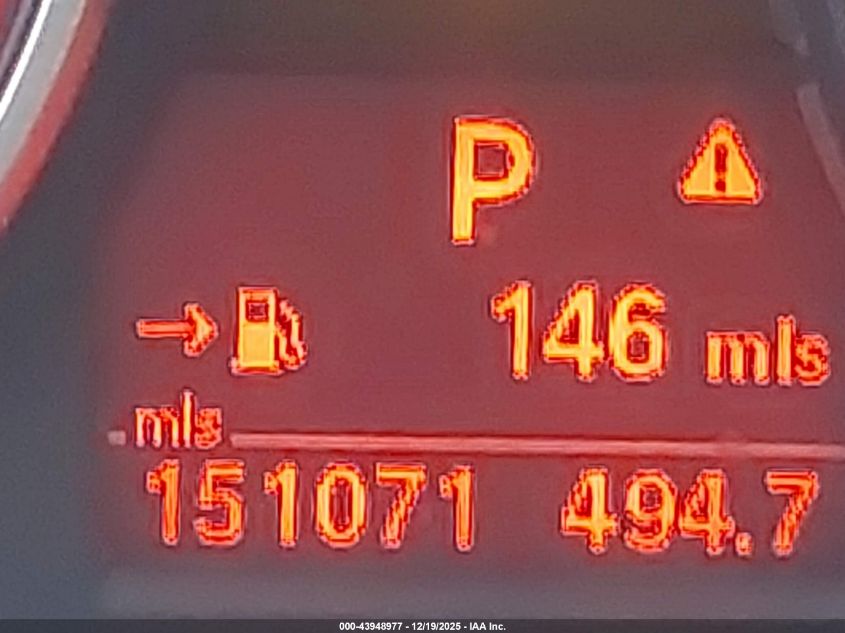 P
146 mls
mls
151071 494.7
000-43948977 - 12/19/2025 - IAA Inc.